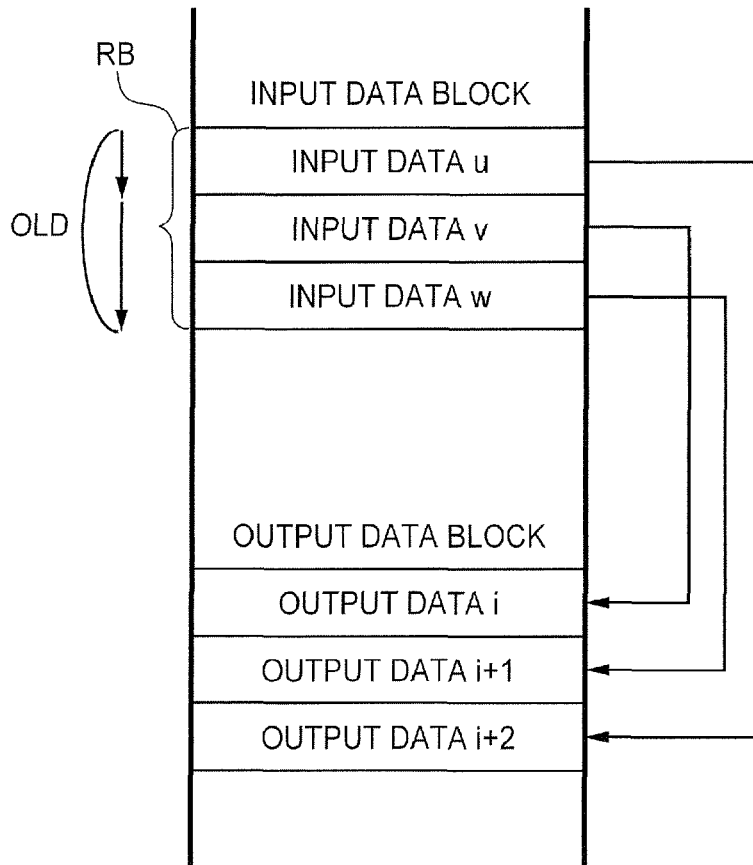 RB
INPUT DATA BLOCK
INPUT DATA u
OLD
INPUT DATA v
INPUT DATA w
OUTPUT DATA BLOCK
OUTPUT DATA i
OUTPUT DATA i+1
OUTPUT DATA i+2